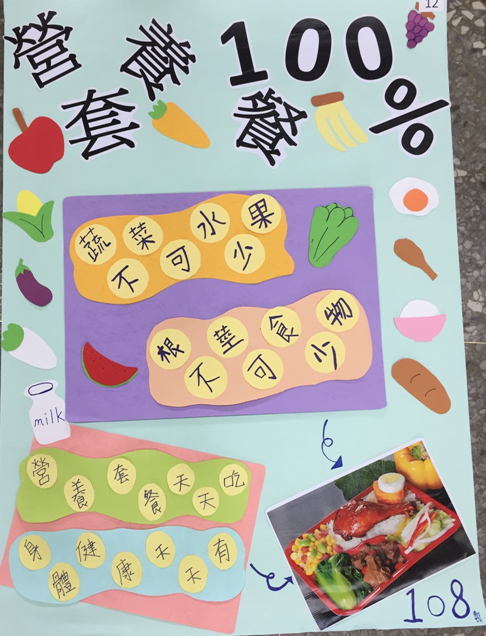 12
營養100%
套餐
蔬菜水果
不可少
根莖食物
不可少
milk
營養套餐天天吃
身體健康天天有
108